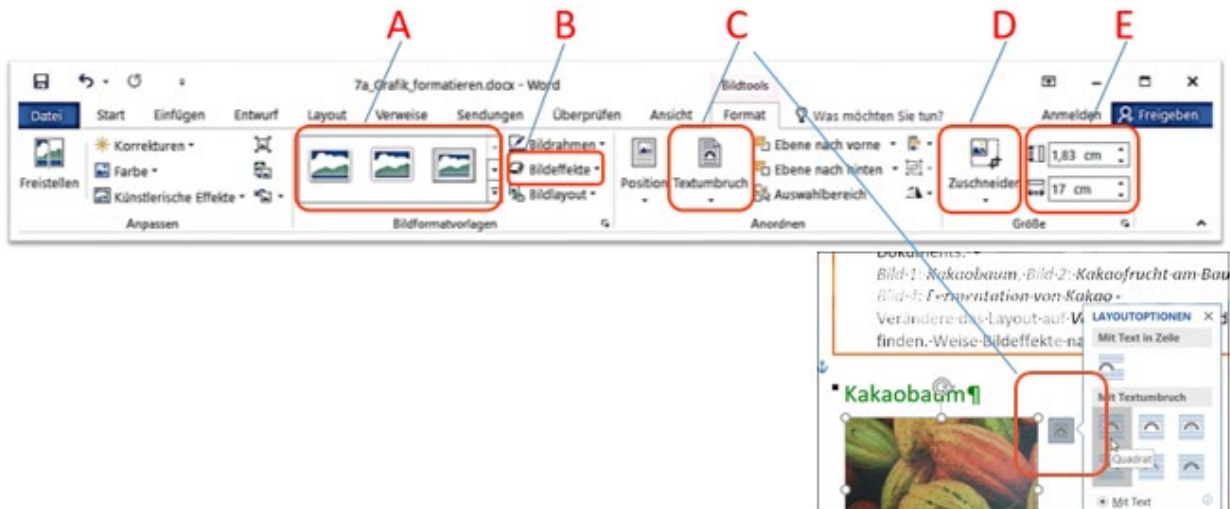 A B C D E
7a_Grafik_formatieren.docx - Word Bildtools
Datei Start Einfügen Entwurf Layout Verweise Sendungen Überprüfen Ansicht Format Was möchten Sie tun? Anmelden Freigeben
Freistellen
Korrekturen
Farbe
Künstlerische Effekte
Bildrahmen
Bildeffekte
Bildlayout
Position
Textumbruch
Ebene nach vorne
Ebene nach hinten
Auswahlbereich
Zuschneiden
1,83 cm
17 cm
Anpassen Bildformatvorlagen Anordnen Größe
Dokuments.
Bild·1:·Kakaobaum,·Bild·2:·Kakaofrucht·am·Bau
Fermentation·von·Kakao
Verändere·das·Layout·auf·
finden.·Weise·Bildeffekte·na
LAYOUTOPTIONEN
Mit Text in Zeile
Kakaobaum¶
Mit Textumbruch
Quadrat
Mit Text